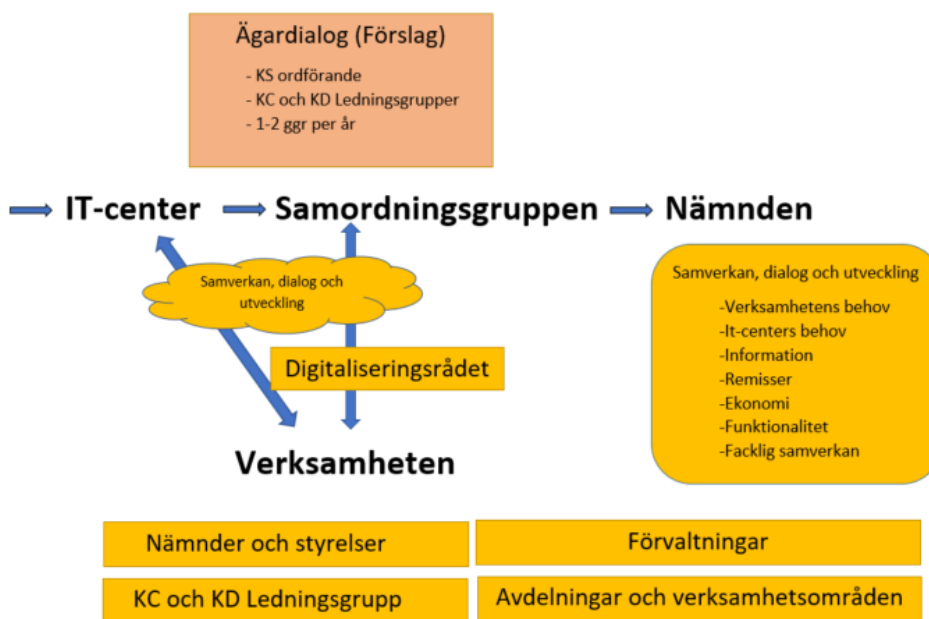 Ägardialog (Förslag)
- KS ordförande
- KC och KD Ledningsgrupper
- 1-2 ggr per år
IT-center
Samordningsgruppen
Nämnden
Samverkan, dialog och
utveckling
Samverkan, dialog och utveckling
-Verksamhetens behov
-It-centers behov
-Information
-Remisser
-Ekonomi
-Funktionalitet
-Facklig samverkan
Digitaliseringsrådet
Verksamheten
Nämnder och styrelser
Förvaltningar
KC och KD Ledningsgrupp
Avdelningar och verksamhetsområden